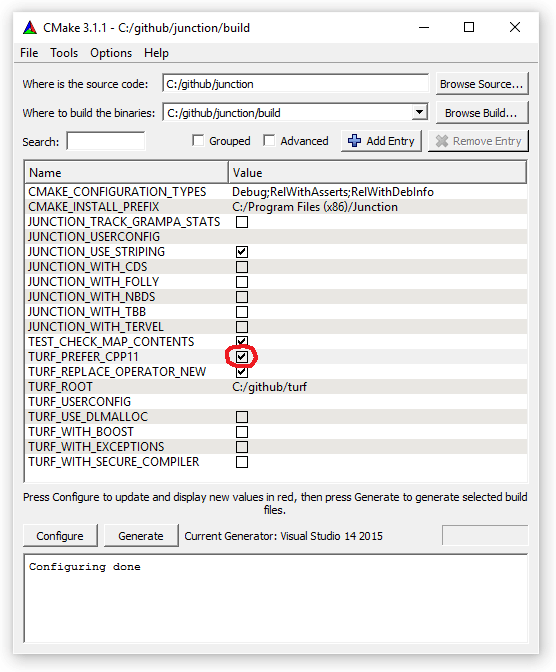 CMake 3.1.1 - C:/github/junction/build
File Tools Options Help
Where is the source code: C:/github/junction Browse Source...
Where to build the binaries: C:/github/junction/build Browse Build...
Search: Grouped Advanced Add Entry Remove Entry
Name Value
CMAKE_CONFIGURATION_TYPES Debug;RelWithAsserts;RelWithDebInfo
CMAKE_INSTALL_PREFIX C:/Program Files (x86)/Junction
JUNCTION_TRACK_GRAMPA_STATS
JUNCTION_USERCONFIG
JUNCTION_USE_STRIPING
JUNCTION_WITH_CDS
JUNCTION_WITH_FOLLY
JUNCTION_WITH_NBDS
JUNCTION_WITH_TBB
JUNCTION_WITH_TERVEL
TEST_CHECK_MAP_CONTENTS
TURF_PREFER_CPP11
TURF_REPLACE_OPERATOR_NEW
TURF_ROOT C:/github/turf
TURF_USERCONFIG
TURF_USE_DLMALLOC
TURF_WITH_BOOST
TURF_WITH_EXCEPTIONS
TURF_WITH_SECURE_COMPILER
Press Configure to update and display new values in red, then press Generate to generate selected build
files.
Configure Generate Current Generator: Visual Studio 14 2015
Configuring done